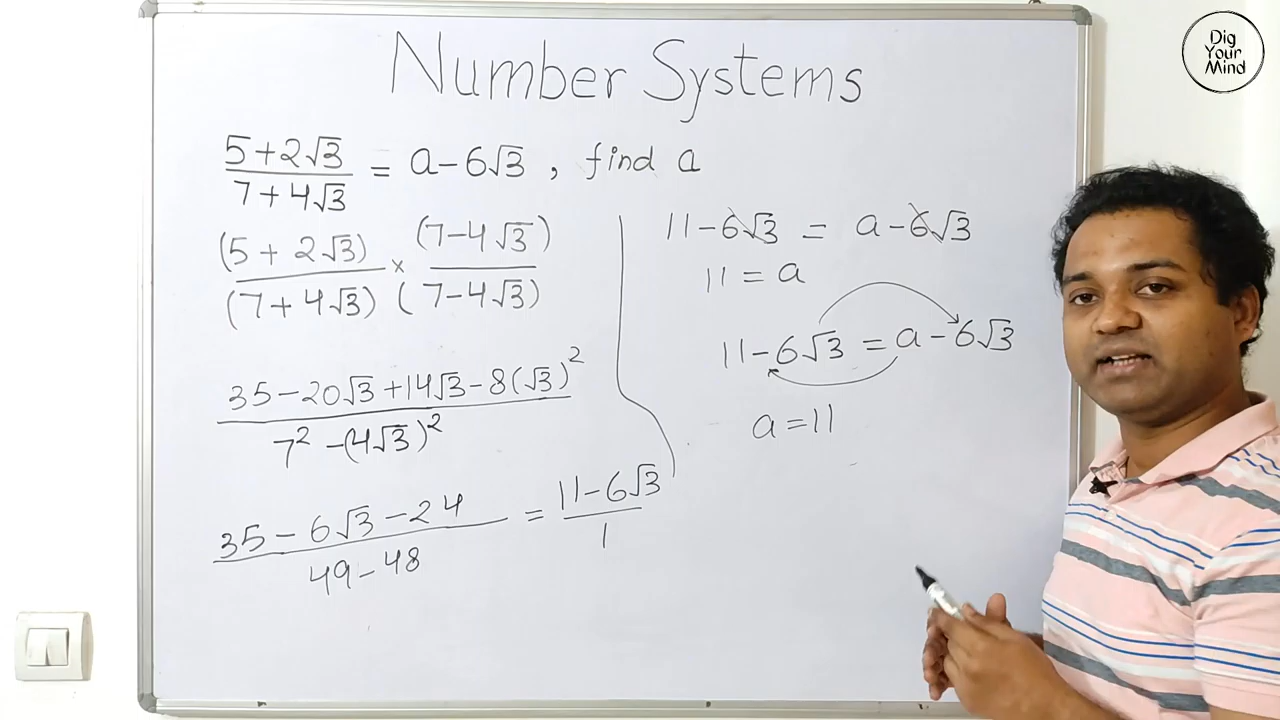 Dig
Your
Mind
Number Systems
5+2√3 / 7+4√3 = a-6√3, find a
(5+2√3) / (7+4√3) × (7-4√3) / (7-4√3)
35-20√3+14√3-8(√3)² / 7²-(4√3)²
35-6√3-24 / 49-48 = 11-6√3 / 1
11-6√3 = a-6√3
11 = a
11-6√3 = a-6√3
a=11